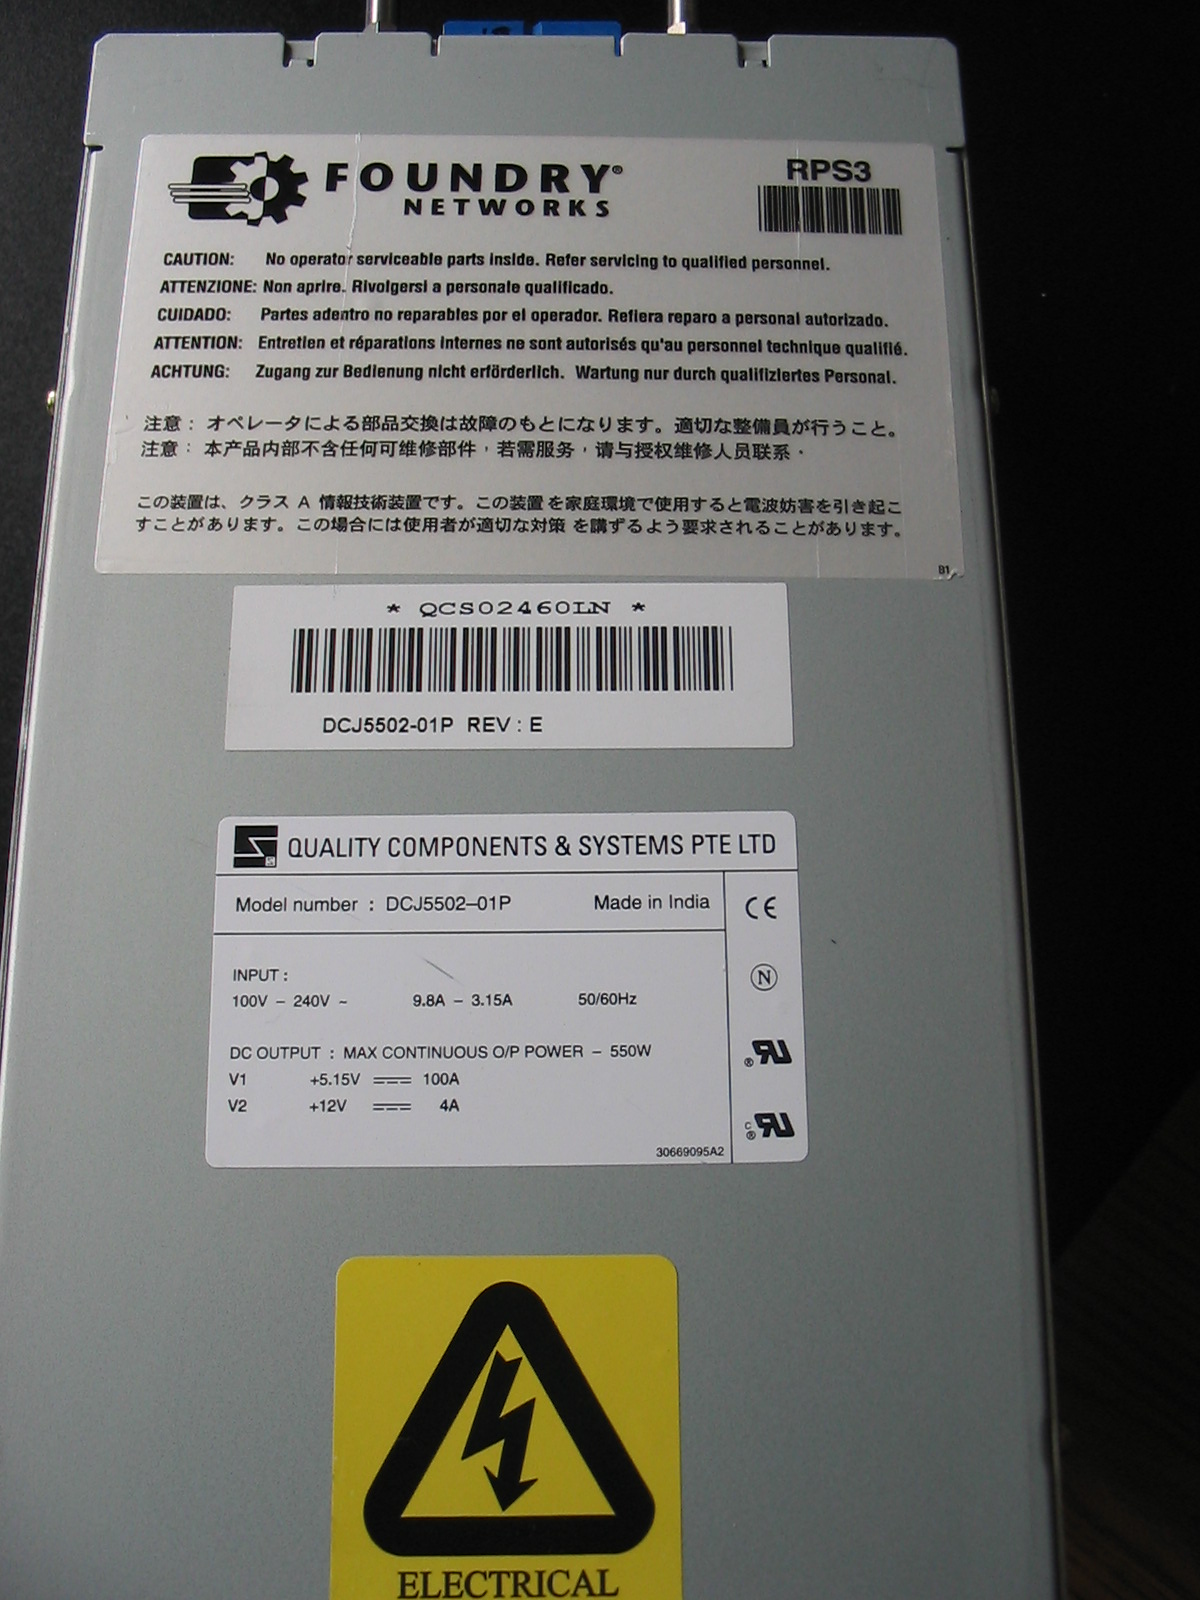 FOUNDRY®
NETWORKS
RPS3
CAUTION: No operator serviceable parts inside. Refer servicing to qualified personnel.
ATTENZIONE: Non aprire. Rivolgersi a personale qualificado.
CUIDADO: Partes adentro no reparables por el operador. Refiera reparo a personal autorizado.
ATTENTION: Entretien et réparations internes ne sont autorisés qu'au personnel technique qualifié.
ACHTUNG: Zugang zur Bedienung nicht erförderlich. Wartung nur durch qualifiziertes Personal.
注意: オペレータによる部品交換は故障のもとになります。適切な整備員が行うこと。
注意: 本产品内部不含任何可维修部件,若需服务,请与授权维修人员联系.
この装置は、クラス A 情報技術装置です。この装置を家庭環境で使用すると電波妨害を引き起こ
すことがあります。この場合には使用者が適切な対策 を講ずるよう要求されることがあります。
B1
* QCS02460LN *
DCJ5502-01P REV : E
QUALITY COMPONENTS & SYSTEMS PTE LTD
Model number : DCJ5502-01P Made in India
CE
N
INPUT :
100V - 240V ~ 9.8A - 3.15A 50/60Hz
DC OUTPUT : MAX CONTINUOUS O/P POWER - 550W
V1 +5.15V 100A
V2 +12V 4A
30669095A2
ELECTRICAL